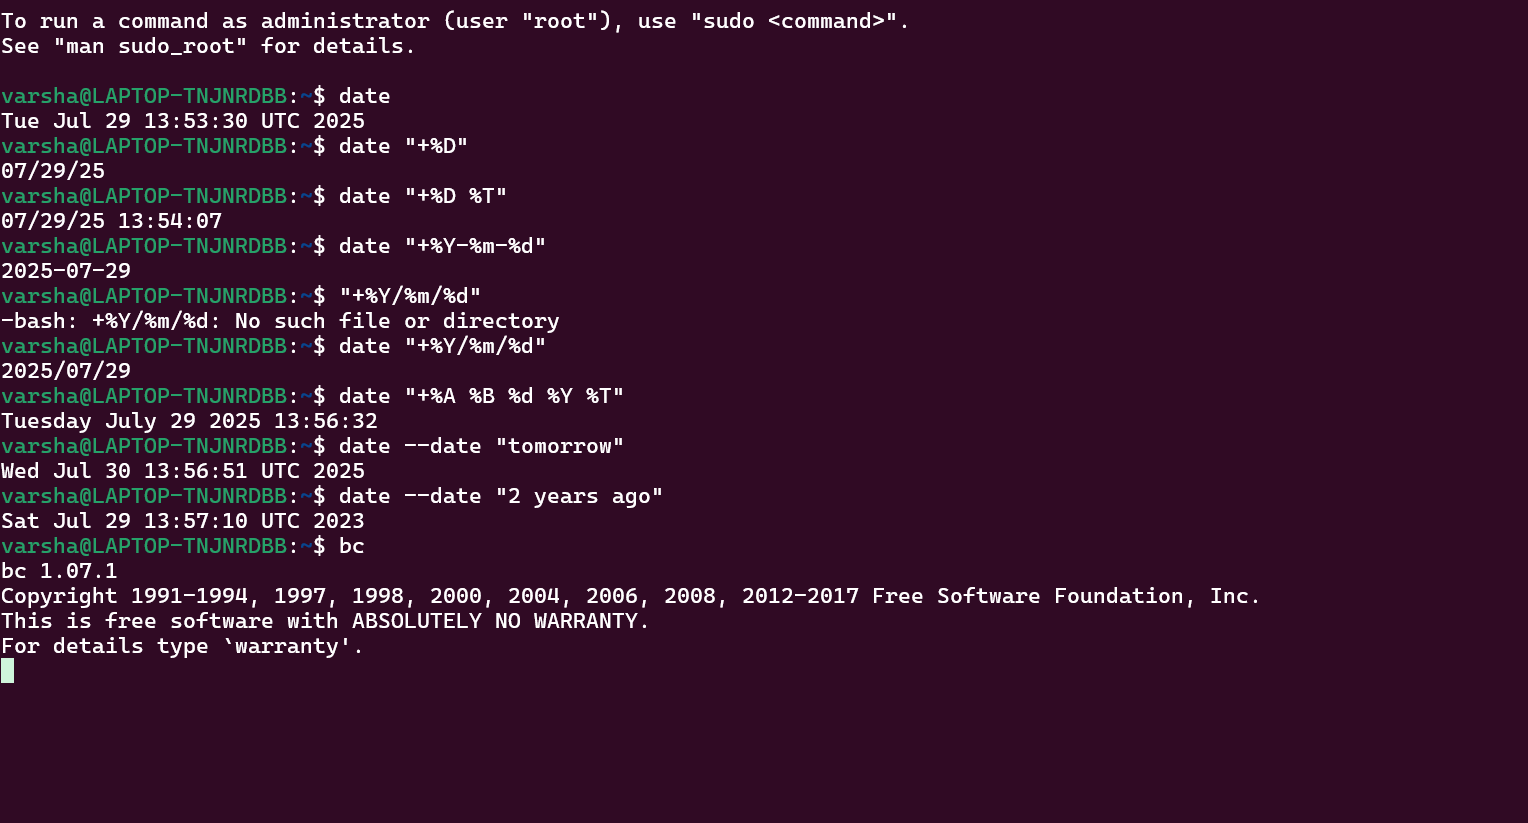 To run a command as administrator (user "root"), use "sudo <command>".
See "man sudo_root" for details.
varsha@LAPTOP-TNJNRDBB:~$ date
Tue Jul 29 13:53:30 UTC 2025
varsha@LAPTOP-TNJNRDBB:~$ date "+%D"
07/29/25
varsha@LAPTOP-TNJNRDBB:~$ date "+%D %T"
07/29/25 13:54:07
varsha@LAPTOP-TNJNRDBB:~$ date "+%Y-%m-%d"
2025-07-29
varsha@LAPTOP-TNJNRDBB:~$ "+%Y/%m/%d"
-bash: +%Y/%m/%d: No such file or directory
varsha@LAPTOP-TNJNRDBB:~$ date "+%Y/%m/%d"
2025/07/29
varsha@LAPTOP-TNJNRDBB:~$ date "+%A %B %d %Y %T"
Tuesday July 29 2025 13:56:32
varsha@LAPTOP-TNJNRDBB:~$ date --date "tomorrow"
Wed Jul 30 13:56:51 UTC 2025
varsha@LAPTOP-TNJNRDBB:~$ date --date "2 years ago"
Sat Jul 29 13:57:10 UTC 2023
varsha@LAPTOP-TNJNRDBB:~$ bc
bc 1.07.1
Copyright 1991-1994, 1997, 1998, 2000, 2004, 2006, 2008, 2012-2017 Free Software Foundation, Inc.
This is free software with ABSOLUTELY NO WARRANTY.
For details type `warranty'.